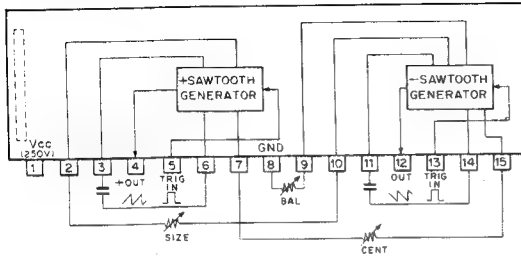 +SAWTOOTH
GENERATOR
−SAWTOOTH
GENERATOR
GND
Vcc
(250V)
1 2 3 4 5 6 7 8 9 10 11 12 13 14 15
+OUT
TRIG
IN
BAL
OUT
TRIG
IN
SIZE
CENT